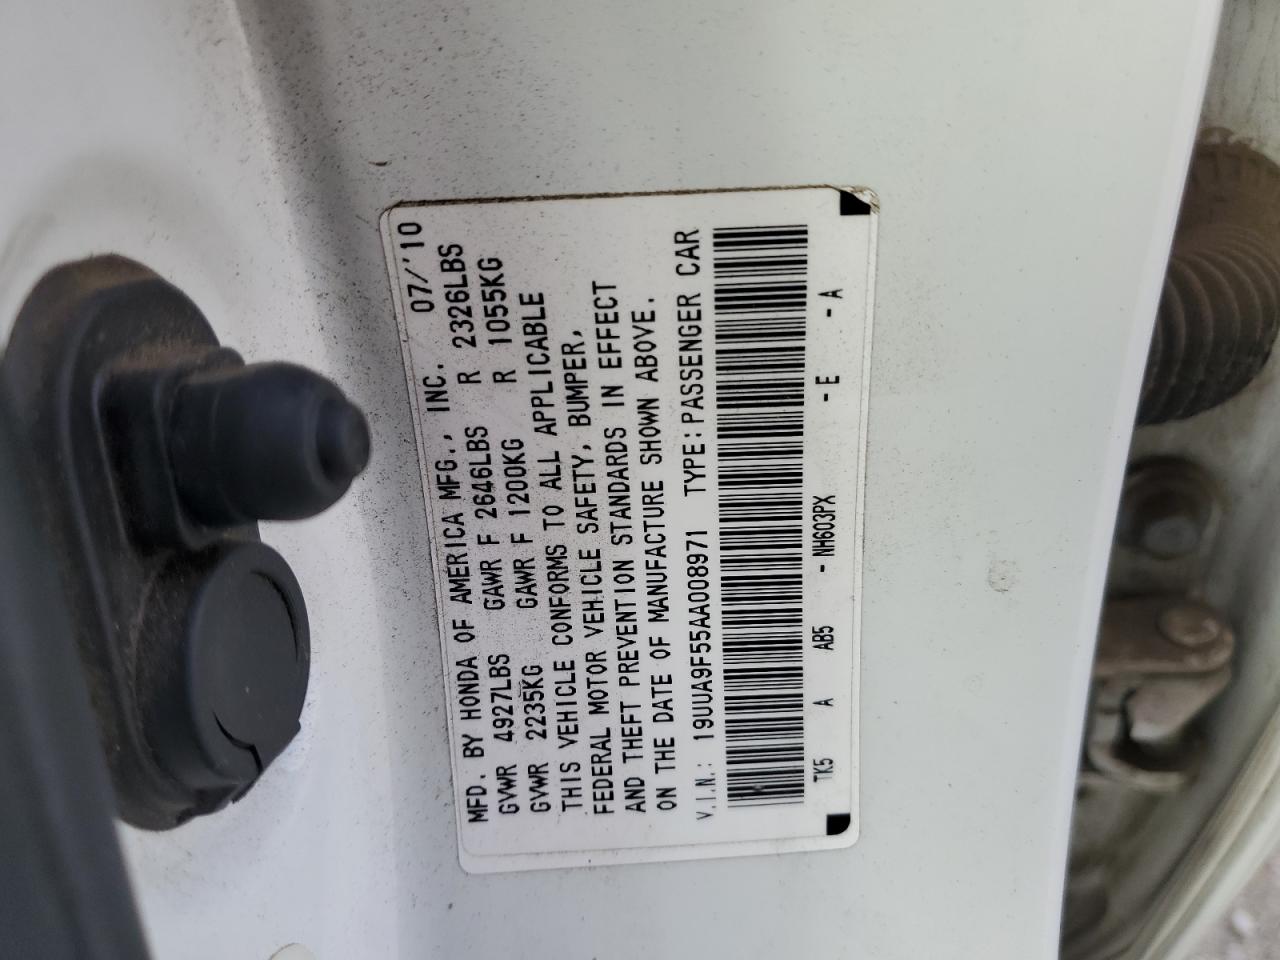 MFD. BY HONDA OF AMERICA MFG., INC. 07/'10
GVWR 4927LBS GAWR F 2646LBS R 2326LBS
GVWR 2235KG GAWR F 1200KG R 1055KG
THIS VEHICLE CONFORMS TO ALL APPLICABLE
FEDERAL MOTOR VEHICLE SAFETY, BUMPER,
AND THEFT PREVENTION STANDARDS IN EFFECT
ON THE DATE OF MANUFACTURE SHOWN ABOVE.
V.I.N.: 19UUA9F55AA008971 TYPE:PASSENGER CAR
TK5 A AB5 - NH603PX - E - A